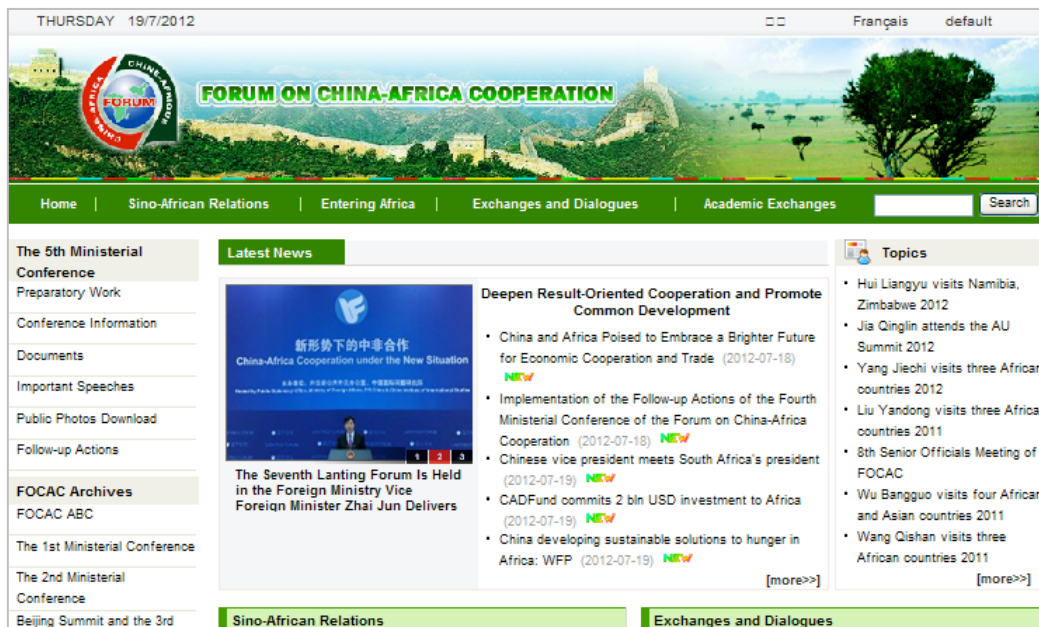 THURSDAY 19/7/2012
□□ Français default
CHINE-AFRIQUE
CHINA AFRICA
FORUM
FORUM ON CHINA-AFRICA COOPERATION
Home | Sino-African Relations | Entering Africa | Exchanges and Dialogues | Academic Exchanges Search
The 5th Ministerial
Conference
Preparatory Work
Conference Information
Documents
Important Speeches
Public Photos Download
Follow-up Actions
FOCAC Archives
FOCAC ABC
The 1st Ministerial Conference
The 2nd Ministerial
Conference
Beijing Summit and the 3rd
Latest News
新形势下的中非合作
China-Africa Cooperation under the New Situation
1 2 3
The Seventh Lanting Forum Is Held
in the Foreign Ministry Vice
Foreign Minister Zhai Jun Delivers
Deepen Result-Oriented Cooperation and Promote
Common Development
• China and Africa Poised to Embrace a Brighter Future
for Economic Cooperation and Trade (2012-07-18)
NEW
• Implementation of the Follow-up Actions of the Fourth
Ministerial Conference of the Forum on China-Africa
Cooperation (2012-07-18) NEW
• Chinese vice president meets South Africa's president
(2012-07-19) NEW
• CADFund commits 2 bln USD investment to Africa
(2012-07-19) NEW
• China developing sustainable solutions to hunger in
Africa: WFP (2012-07-19) NEW
[more>>]
Topics
• Hui Liangyu visits Namibia,
Zimbabwe 2012
• Jia Qinglin attends the AU
Summit 2012
• Yang Jiechi visits three African
countries 2012
• Liu Yandong visits three Africa
countries 2011
• 8th Senior Officials Meeting of
FOCAC
• Wu Bangguo visits four African
and Asian countries 2011
• Wang Qishan visits three
African countries 2011
[more>>]
Sino-African Relations
Exchanges and Dialogues